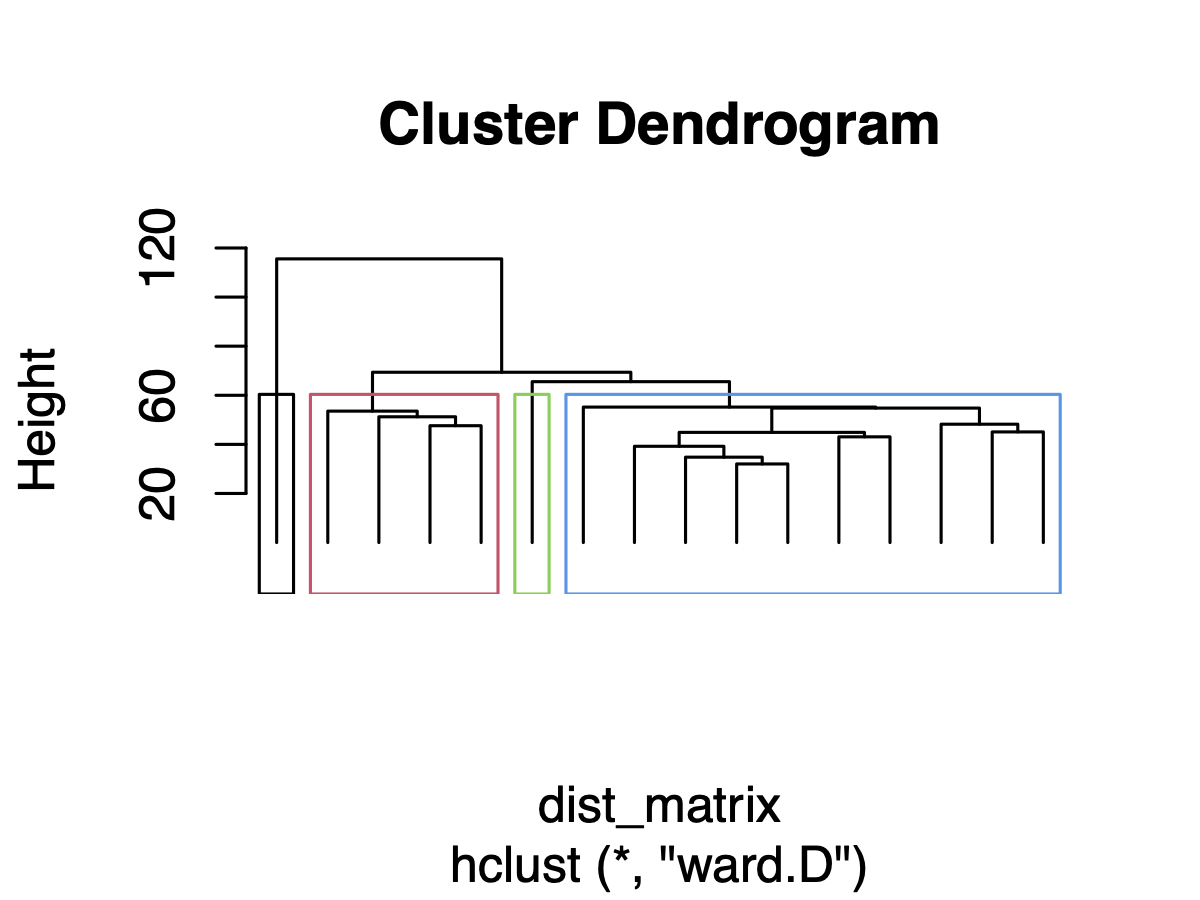 Cluster Dendrogram
Height
120
60
20
dist_matrix
hclust (*, "ward.D")